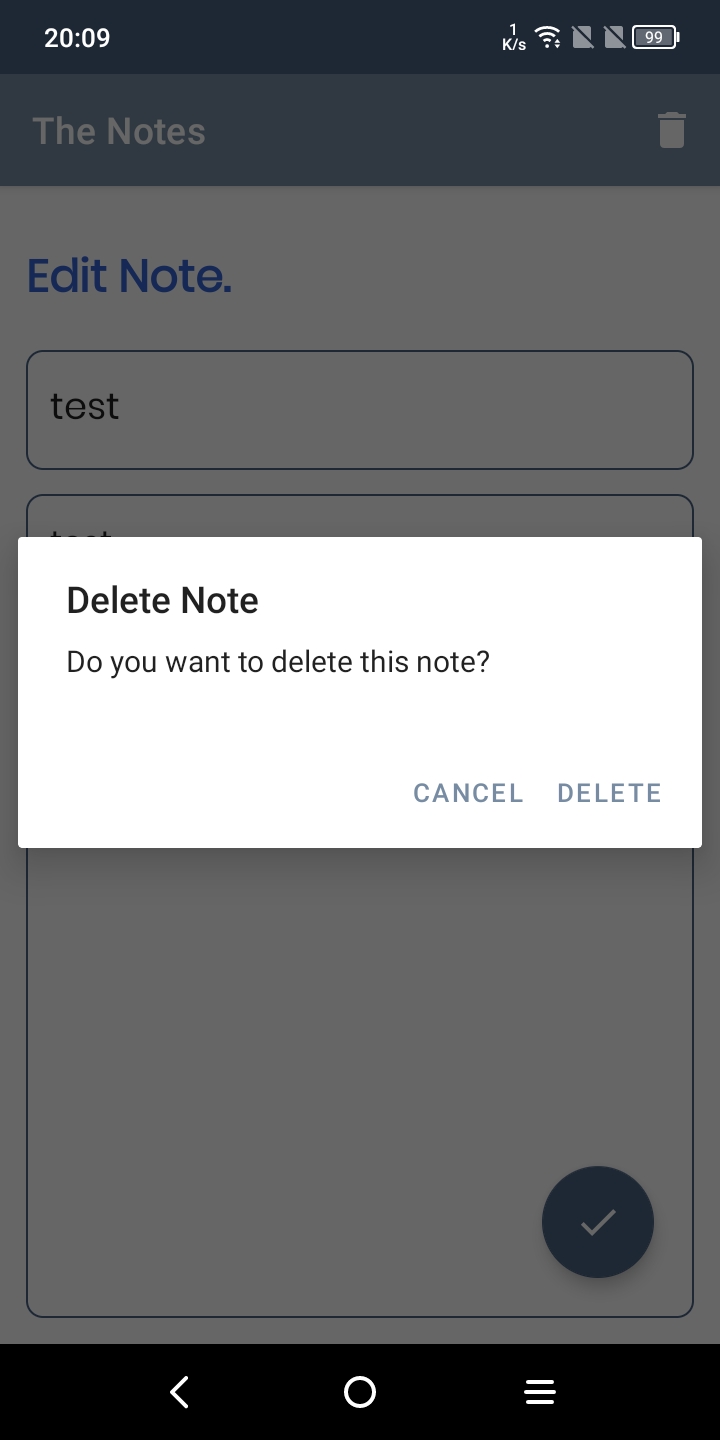 20:09
1
K/s
99
The Notes
Edit Note.
test
test
Delete Note
Do you want to delete this note?
CANCEL DELETE